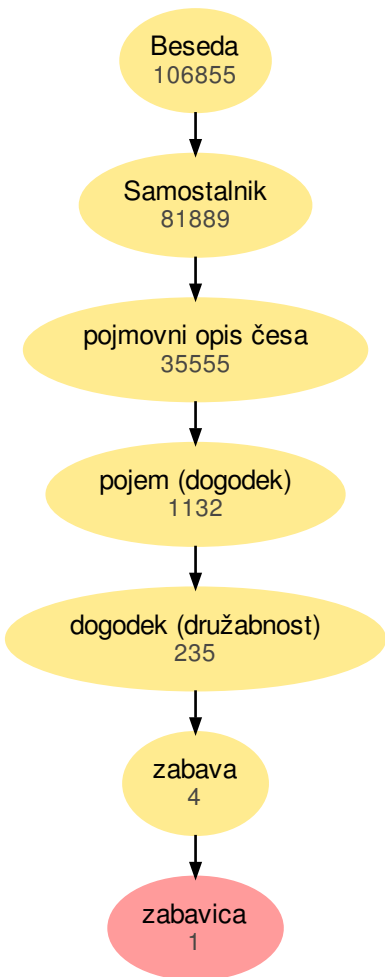 Beseda
106855
Samostalnik
81889
pojmovni opis česa
35555
pojem (dogodek)
1132
dogodek (družabnost)
235
zabava
4
zabavica
1